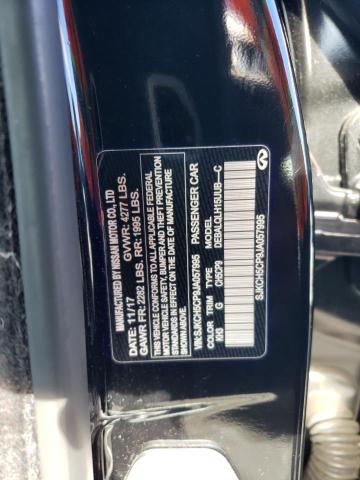 MANUFACTURED BY NISSAN MOTOR CO., LTD
DATE: 11/17 GVWR: 4277 LBS.
GAWR FR: 2282 LBS. RR: 1995 LBS.
THIS VEHICLE CONFORMS TO ALL APPLICABLE FEDERAL
MOTOR VEHICLE SAFETY, BUMPER AND THEFT PREVENTION
STANDARDS IN EFFECT ON THE DATE OF
MANUFACTURE SHOWN ABOVE.
VIN:SJKCH5CP9JA057995 PASSENGER CAR
COLOR TRIM TYPE MODEL
KH3 G CH5CP9
SJKCH5CP9JA057995